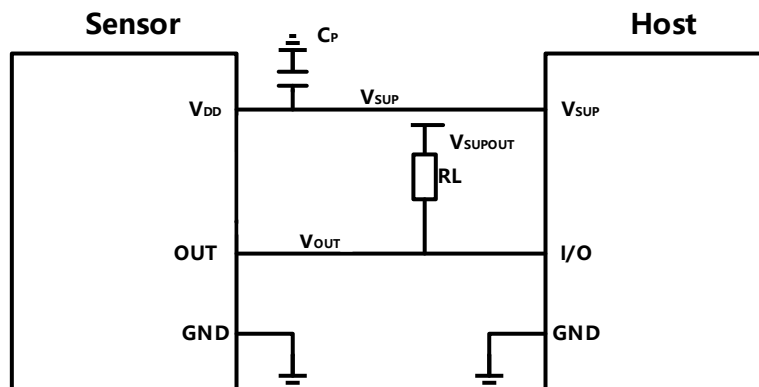 Sensor
Host
CP
VDD
VSUP
VSUP
VSUPOUT
RL
OUT
VOUT
I/O
GND
GND